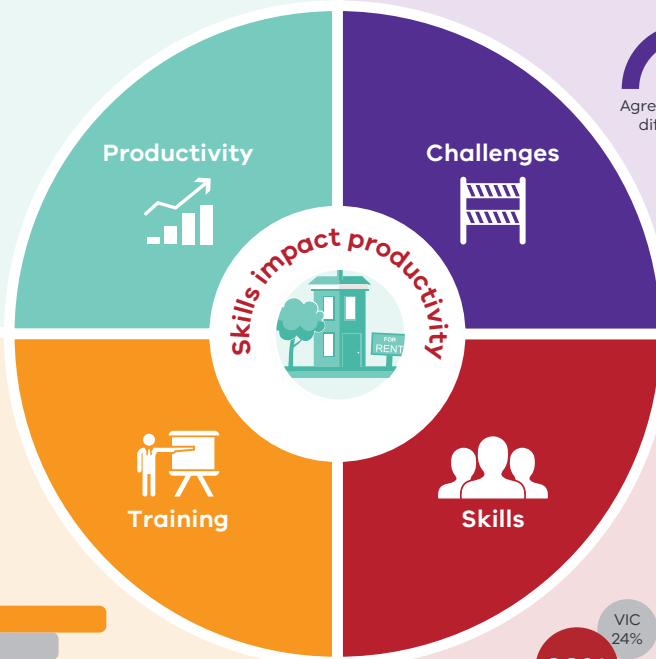 Productivity
Challenges
Skills impact productivity
FOR
RENT
Training
Skills
VIC
24%